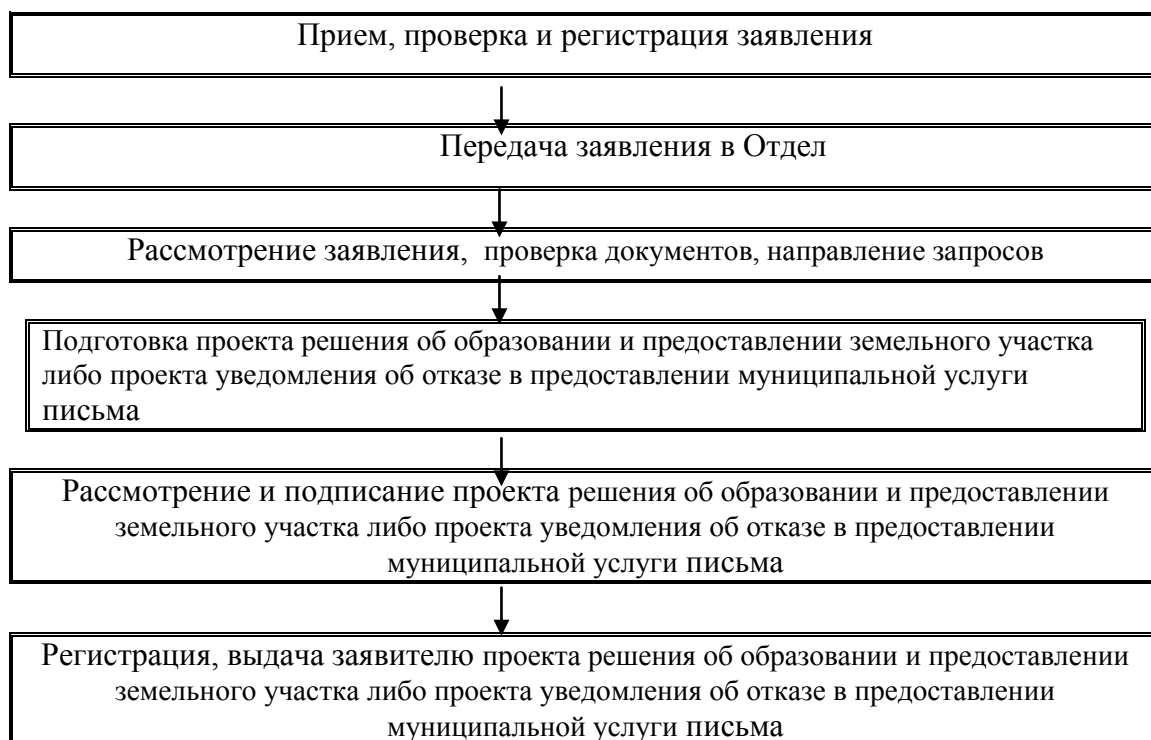 Прием, проверка и регистрация заявления
Передача заявления в Отдел
Рассмотрение заявления, проверка документов, направление запросов
Подготовка проекта решения об образовании и предоставлении земельного участка
либо проекта уведомления об отказе в предоставлении муниципальной услуги
письма
Рассмотрение и подписание проекта решения об образовании и предоставлении
земельного участка либо проекта уведомления об отказе в предоставлении
муниципальной услуги письма
Регистрация, выдача заявителю проекта решения об образовании и предоставлении
земельного участка либо проекта уведомления об отказе в предоставлении
муниципальной услуги письма